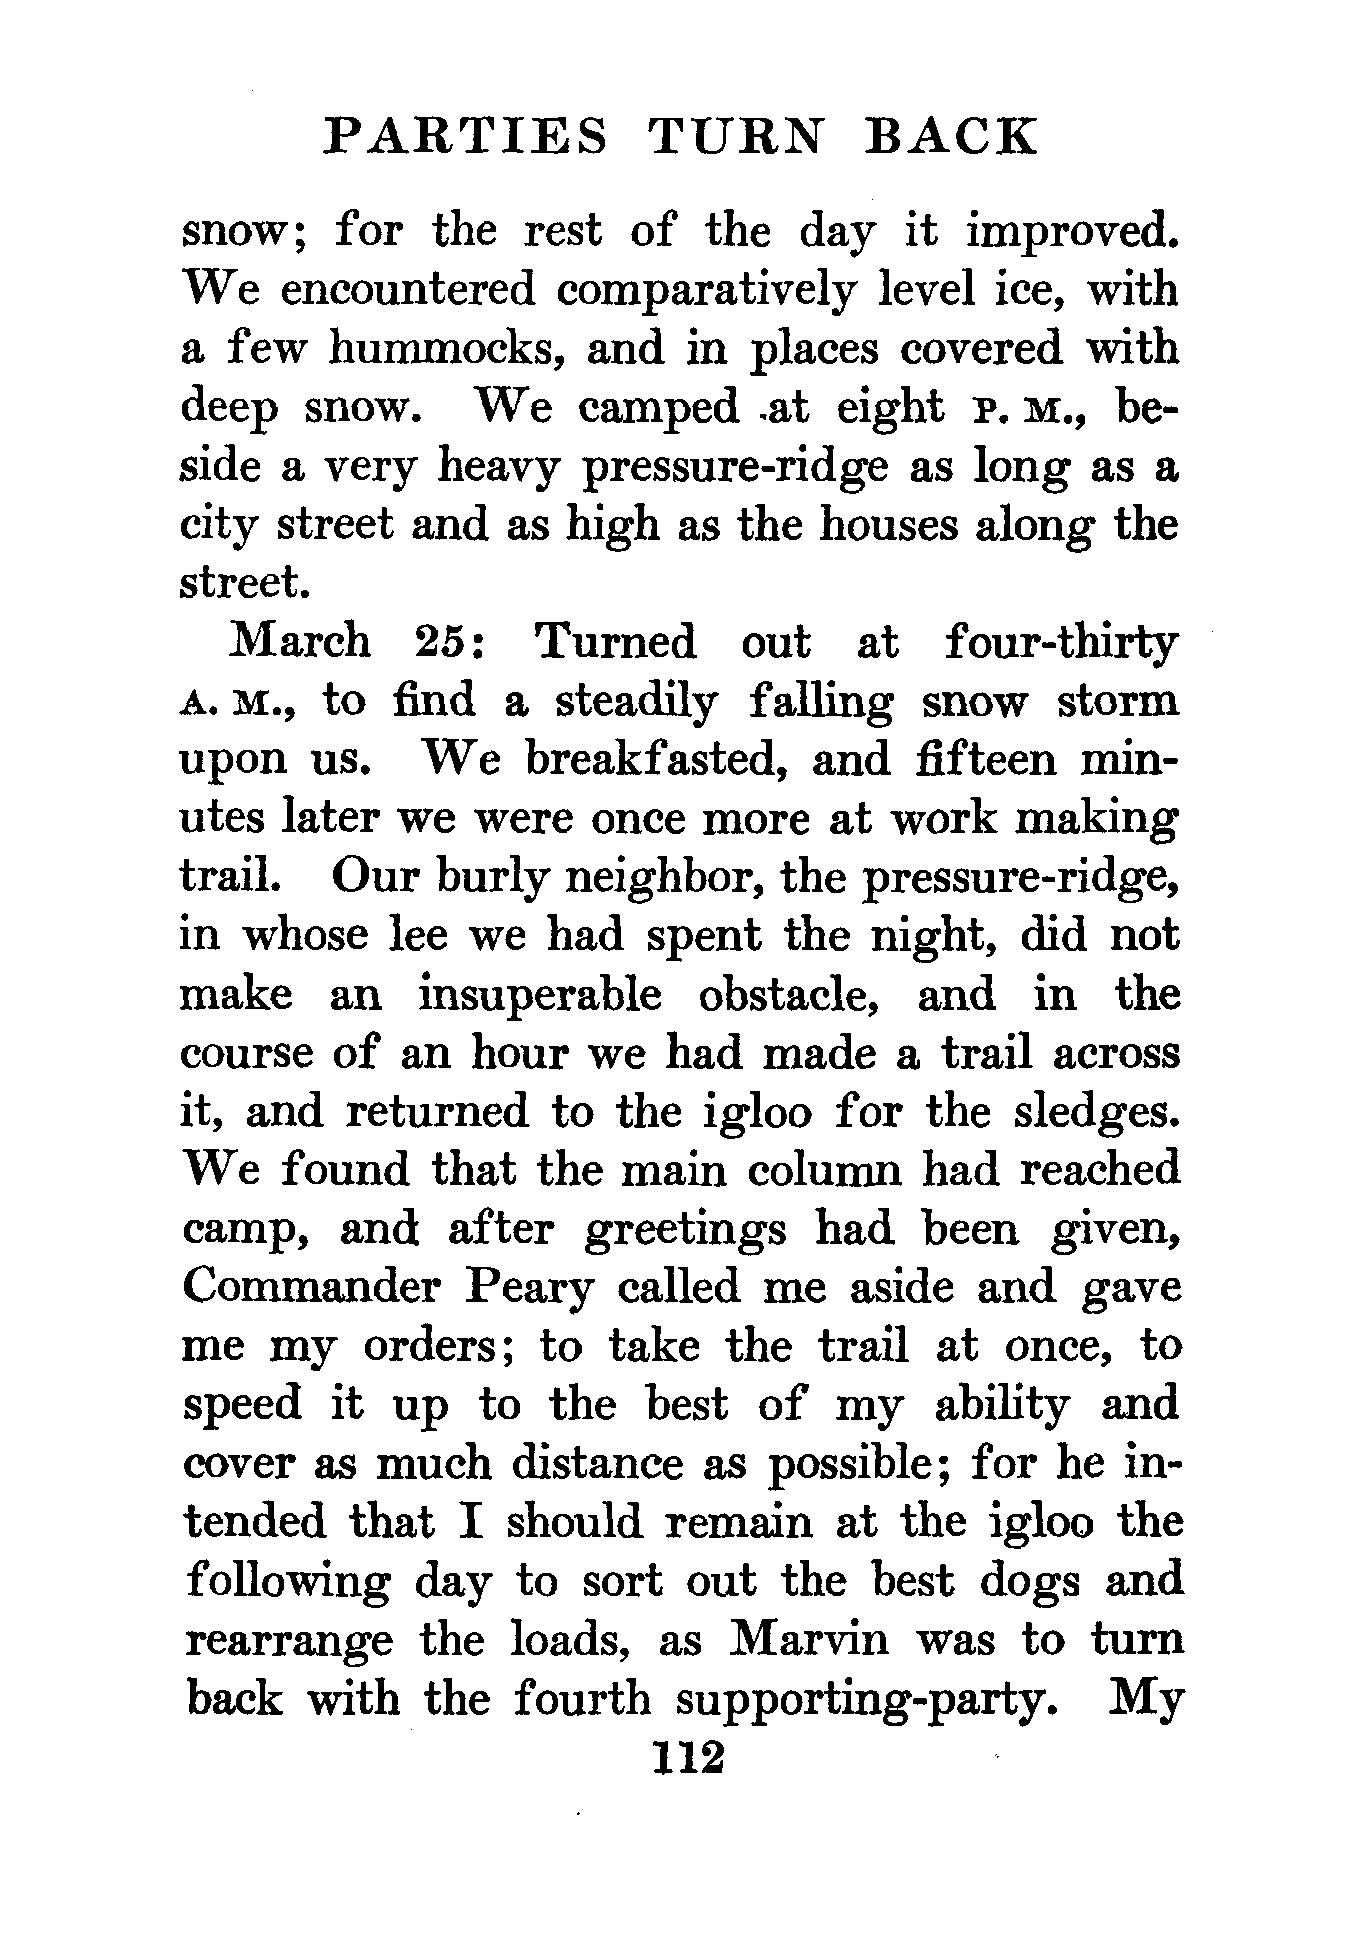 PARTIES TURN BACK
snow; for the rest of the day it improved.
We encountered comparatively level ice, with
a few hummocks, and in places covered with
deep snow. We camped at eight P. M., be-
side a very heavy pressure-ridge as long as a
city street and as high as the houses along the
street.
March 25: Turned out at four-thirty
A. M., to find a steadily falling snow storm
upon us. We breakfasted, and fifteen min-
utes later we were once more at work making
trail. Our burly neighbor, the pressure-ridge,
in whose lee we had spent the night, did not
make an insuperable obstacle, and in the
course of an hour we had made a trail across
it, and returned to the igloo for the sledges.
We found that the main column had reached
camp, and after greetings had been given,
Commander Peary called me aside and gave
me my orders; to take the trail at once, to
speed it up to the best of my ability and
cover as much distance as possible; for he in-
tended that I should remain at the igloo the
following day to sort out the best dogs and
rearrange the loads, as Marvin was to turn
back with the fourth supporting-party. My
112